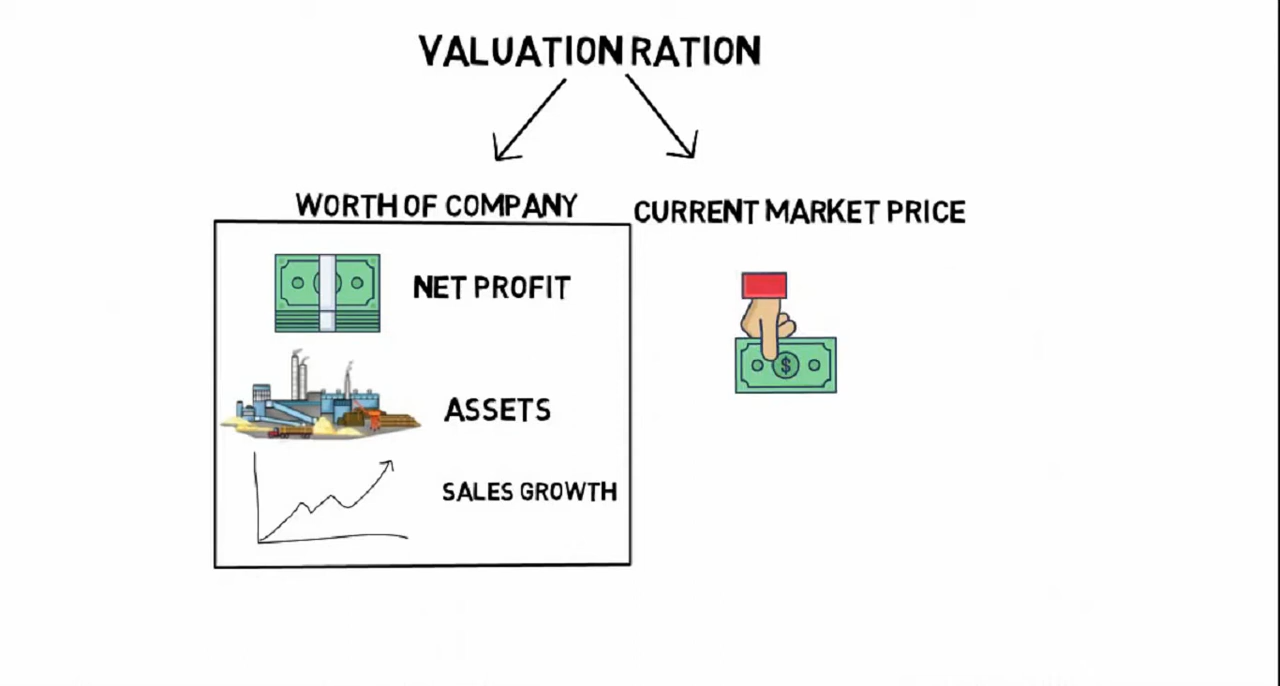 VALUATION RATION
WORTH OF COMPANY
CURRENT MARKET PRICE
NET PROFIT
$
ASSETS
SALES GROWTH